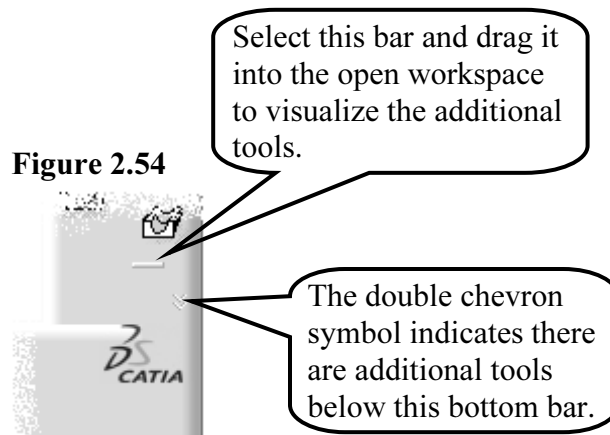 Select this bar and drag it
into the open workspace
to visualize the additional
tools.
Figure 2.54
The double chevron
symbol indicates there
are additional tools
below this bottom bar.
DS
CATIA